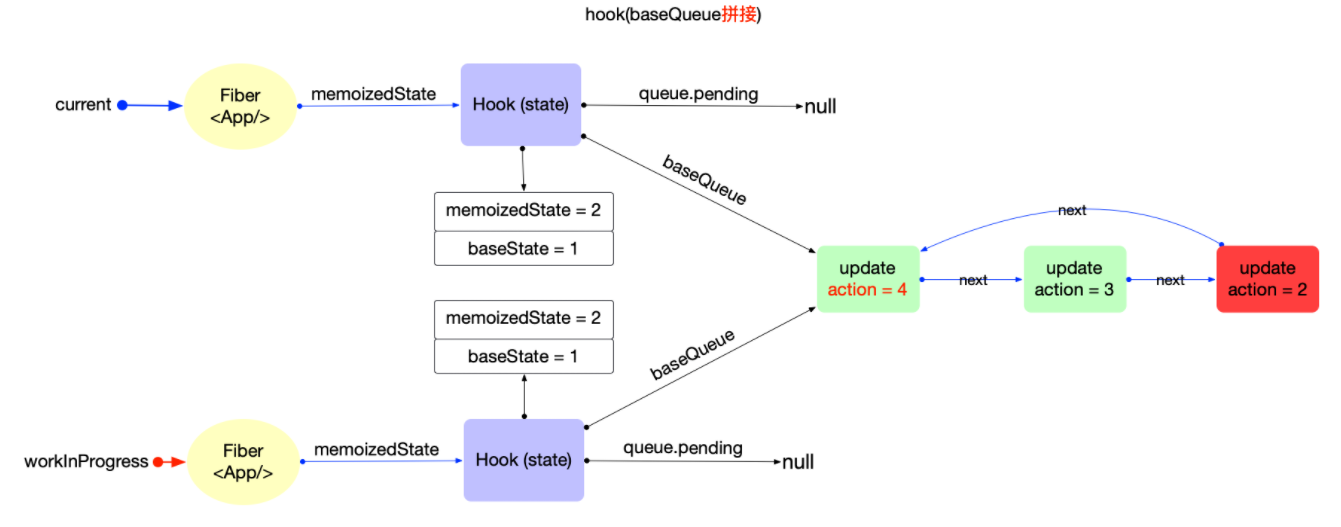 hook(baseQueue拼接)
current
Fiber
<App/>
memoizedState
Hook (state)
queue.pending
null
baseQueue
memoizedState = 2
baseState = 1
next
update
action = 4
next
update
action = 3
next
update
action = 2
memoizedState = 2
baseState = 1
baseQueue
workInProgress
Fiber
<App/>
memoizedState
Hook (state)
queue.pending
null